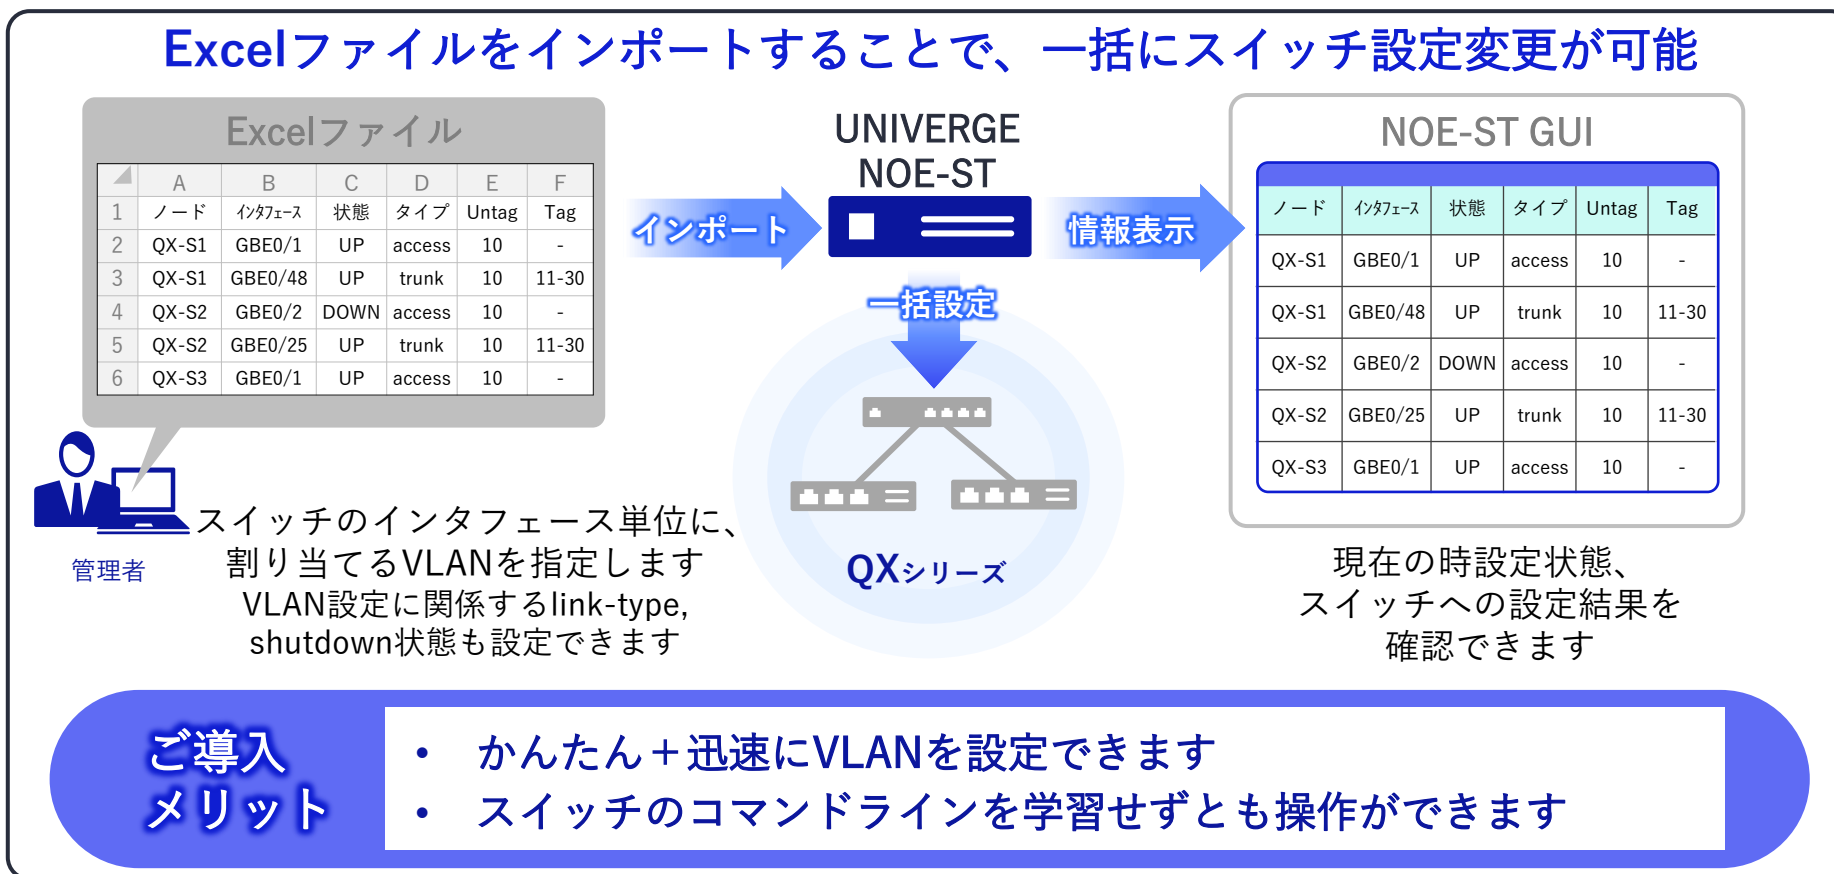 Excelファイルをインポートすることで、一括にスイッチ設定変更が可能
Excelファイル
A B C D E F
1 ノード インタフェース 状態 タイプ Untag Tag
2 QX-S1 GBE0/1 UP access 10 -
3 QX-S1 GBE0/48 UP trunk 10 11-30
4 QX-S2 GBE0/2 DOWN access 10 -
5 QX-S2 GBE0/25 UP trunk 10 11-30
6 QX-S3 GBE0/1 UP access 10 -
管理者
スイッチのインタフェース単位に、
割り当てるVLANを指定します
VLAN設定に関係するlink-type,
shutdown状態も設定できます
インポート
UNIVERGE
NOE-ST
情報表示
一括設定
QXシリーズ
NOE-ST GUI
ノード インタフェース 状態 タイプ Untag Tag
QX-S1 GBE0/1 UP access 10 -
QX-S1 GBE0/48 UP trunk 10 11-30
QX-S2 GBE0/2 DOWN access 10 -
QX-S2 GBE0/25 UP trunk 10 11-30
QX-S3 GBE0/1 UP access 10 -
現在の時設定状態、
スイッチへの設定結果を
確認できます
ご導入
メリット
• かんたん＋迅速にVLANを設定できます
• スイッチのコマンドラインを学習せずとも操作ができます